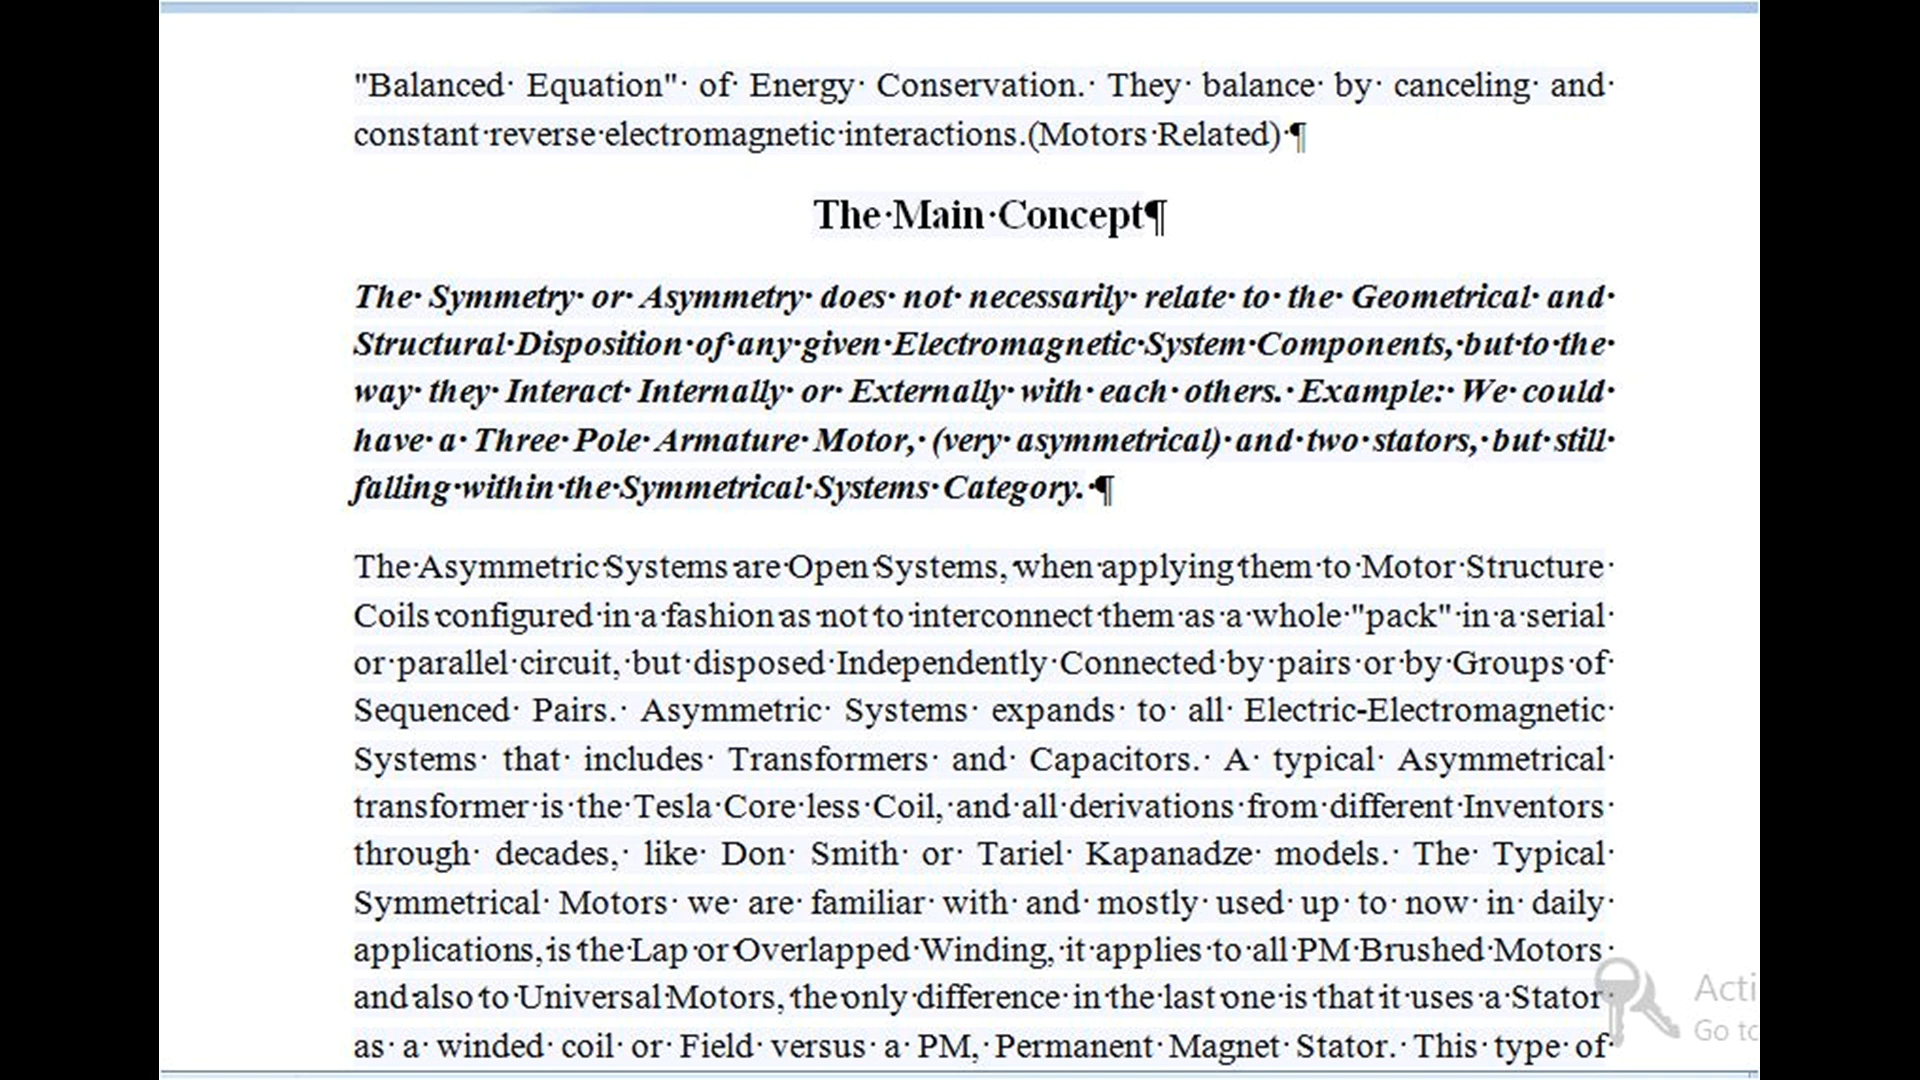 "Balanced Equation" of Energy Conservation. They balance by canceling and
constant reverse electromagnetic interactions.(Motors Related) ¶
The Main Concept¶
The Symmetry or Asymmetry does not necessarily relate to the Geometrical and
Structural Disposition of any given Electromagnetic System Components, but to the
way they Interact Internally or Externally with each others. Example: We could
have a Three Pole Armature Motor, (very asymmetrical) and two stators, but still
falling within the Symmetrical Systems Category. ¶
The Asymmetric Systems are Open Systems, when applying them to Motor Structure
Coils configured in a fashion as not to interconnect them as a whole "pack" in a serial
or parallel circuit, but disposed Independently Connected by pairs or by Groups of
Sequenced Pairs. Asymmetric Systems expands to all Electric-Electromagnetic
Systems that includes Transformers and Capacitors. A typical Asymmetrical
transformer is the Tesla Core less Coil, and all derivations from different Inventors
through decades, like Don Smith or Tariel Kapanadze models. The Typical
Symmetrical Motors we are familiar with and mostly used up to now in daily
applications, is the Lap or Overlapped Winding, it applies to all PM Brushed Motors
and also to Universal Motors, the only difference in the last one is that it uses a Stator
as a winded coil or Field versus a PM, Permanent Magnet Stator. This type of
Acti
Go to